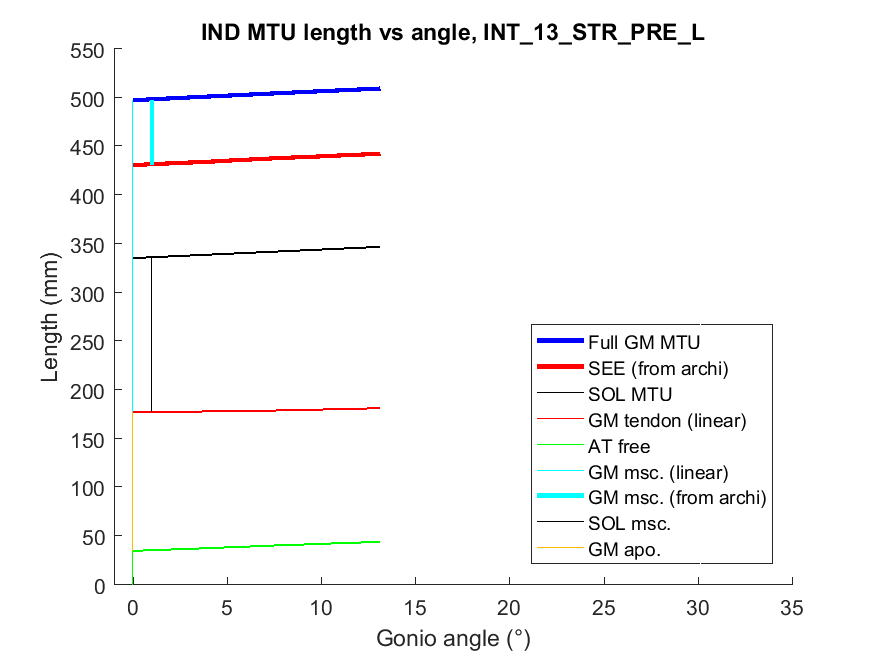 IND MTU length vs angle, INT_13_STR_PRE_L
550
500
450
400
350
300
250
200
150
100
50
0
Length (mm)
Full GM MTU
SEE (from archi)
SOL MTU
GM tendon (linear)
AT free
GM msc. (linear)
GM msc. (from archi)
SOL msc.
GM apo.
0 5 10 15 20 25 30 35
Gonio angle (°)